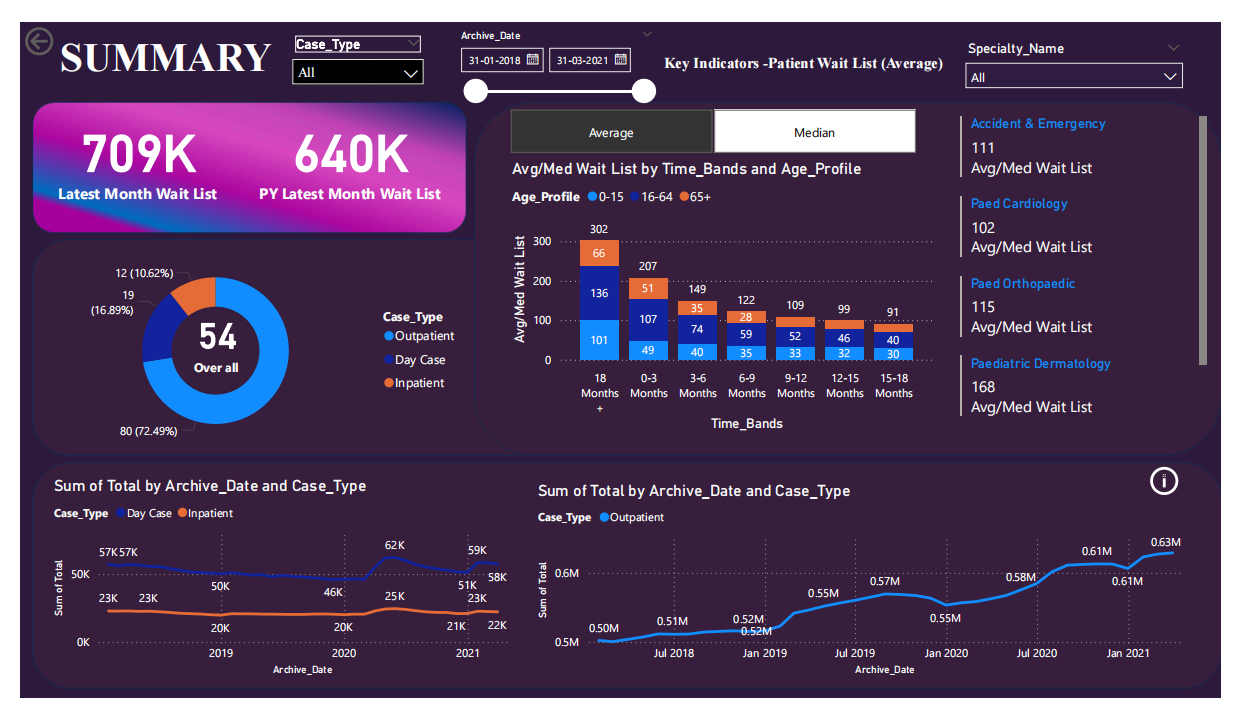 SUMMARY
Case_Type
All
Archive_Date
31-01-2018
31-03-2021
Key Indicators -Patient Wait List (Average)
Specialty_Name
All
709K
Latest Month Wait List
640K
PY Latest Month Wait List
12 (10.62%)
19
(16.89%)
54
Over all
80 (72.49%)
Case_Type
Outpatient
Day Case
Inpatient
Average
Median
Avg/Med Wait List by Time_Bands and Age_Profile
Age_Profile 0-15 16-64 65+
Avg/Med Wait List
300
200
100
0
302
66
136
101
207
51
107
49
149
35
74
40
122
28
59
35
109
52
33
99
46
32
91
40
30
18
Months
+
0-3
Months
3-6
Months
6-9
Months
9-12
Months
12-15
Months
15-18
Months
Time_Bands
Accident & Emergency
111
Avg/Med Wait List
Paed Cardiology
102
Avg/Med Wait List
Paed Orthopaedic
115
Avg/Med Wait List
Paediatric Dermatology
168
Avg/Med Wait List
Sum of Total by Archive_Date and Case_Type
Case_Type Day Case Inpatient
Sum of Total
50K
0K
57K 57K
50K
46K
62K
51K
59K
58K
23K
23K
20K
20K
25K
21K
23K
22K
2019
2020
2021
Archive_Date
Sum of Total by Archive_Date and Case_Type
i
Case_Type Outpatient
Sum of Total
0.6M
0.5M
0.50M
0.51M
0.52M
0.52M
0.55M
0.57M
0.55M
0.58M
0.61M
0.61M
0.63M
Jul 2018
Jan 2019
Jul 2019
Jan 2020
Jul 2020
Jan 2021
Archive_Date